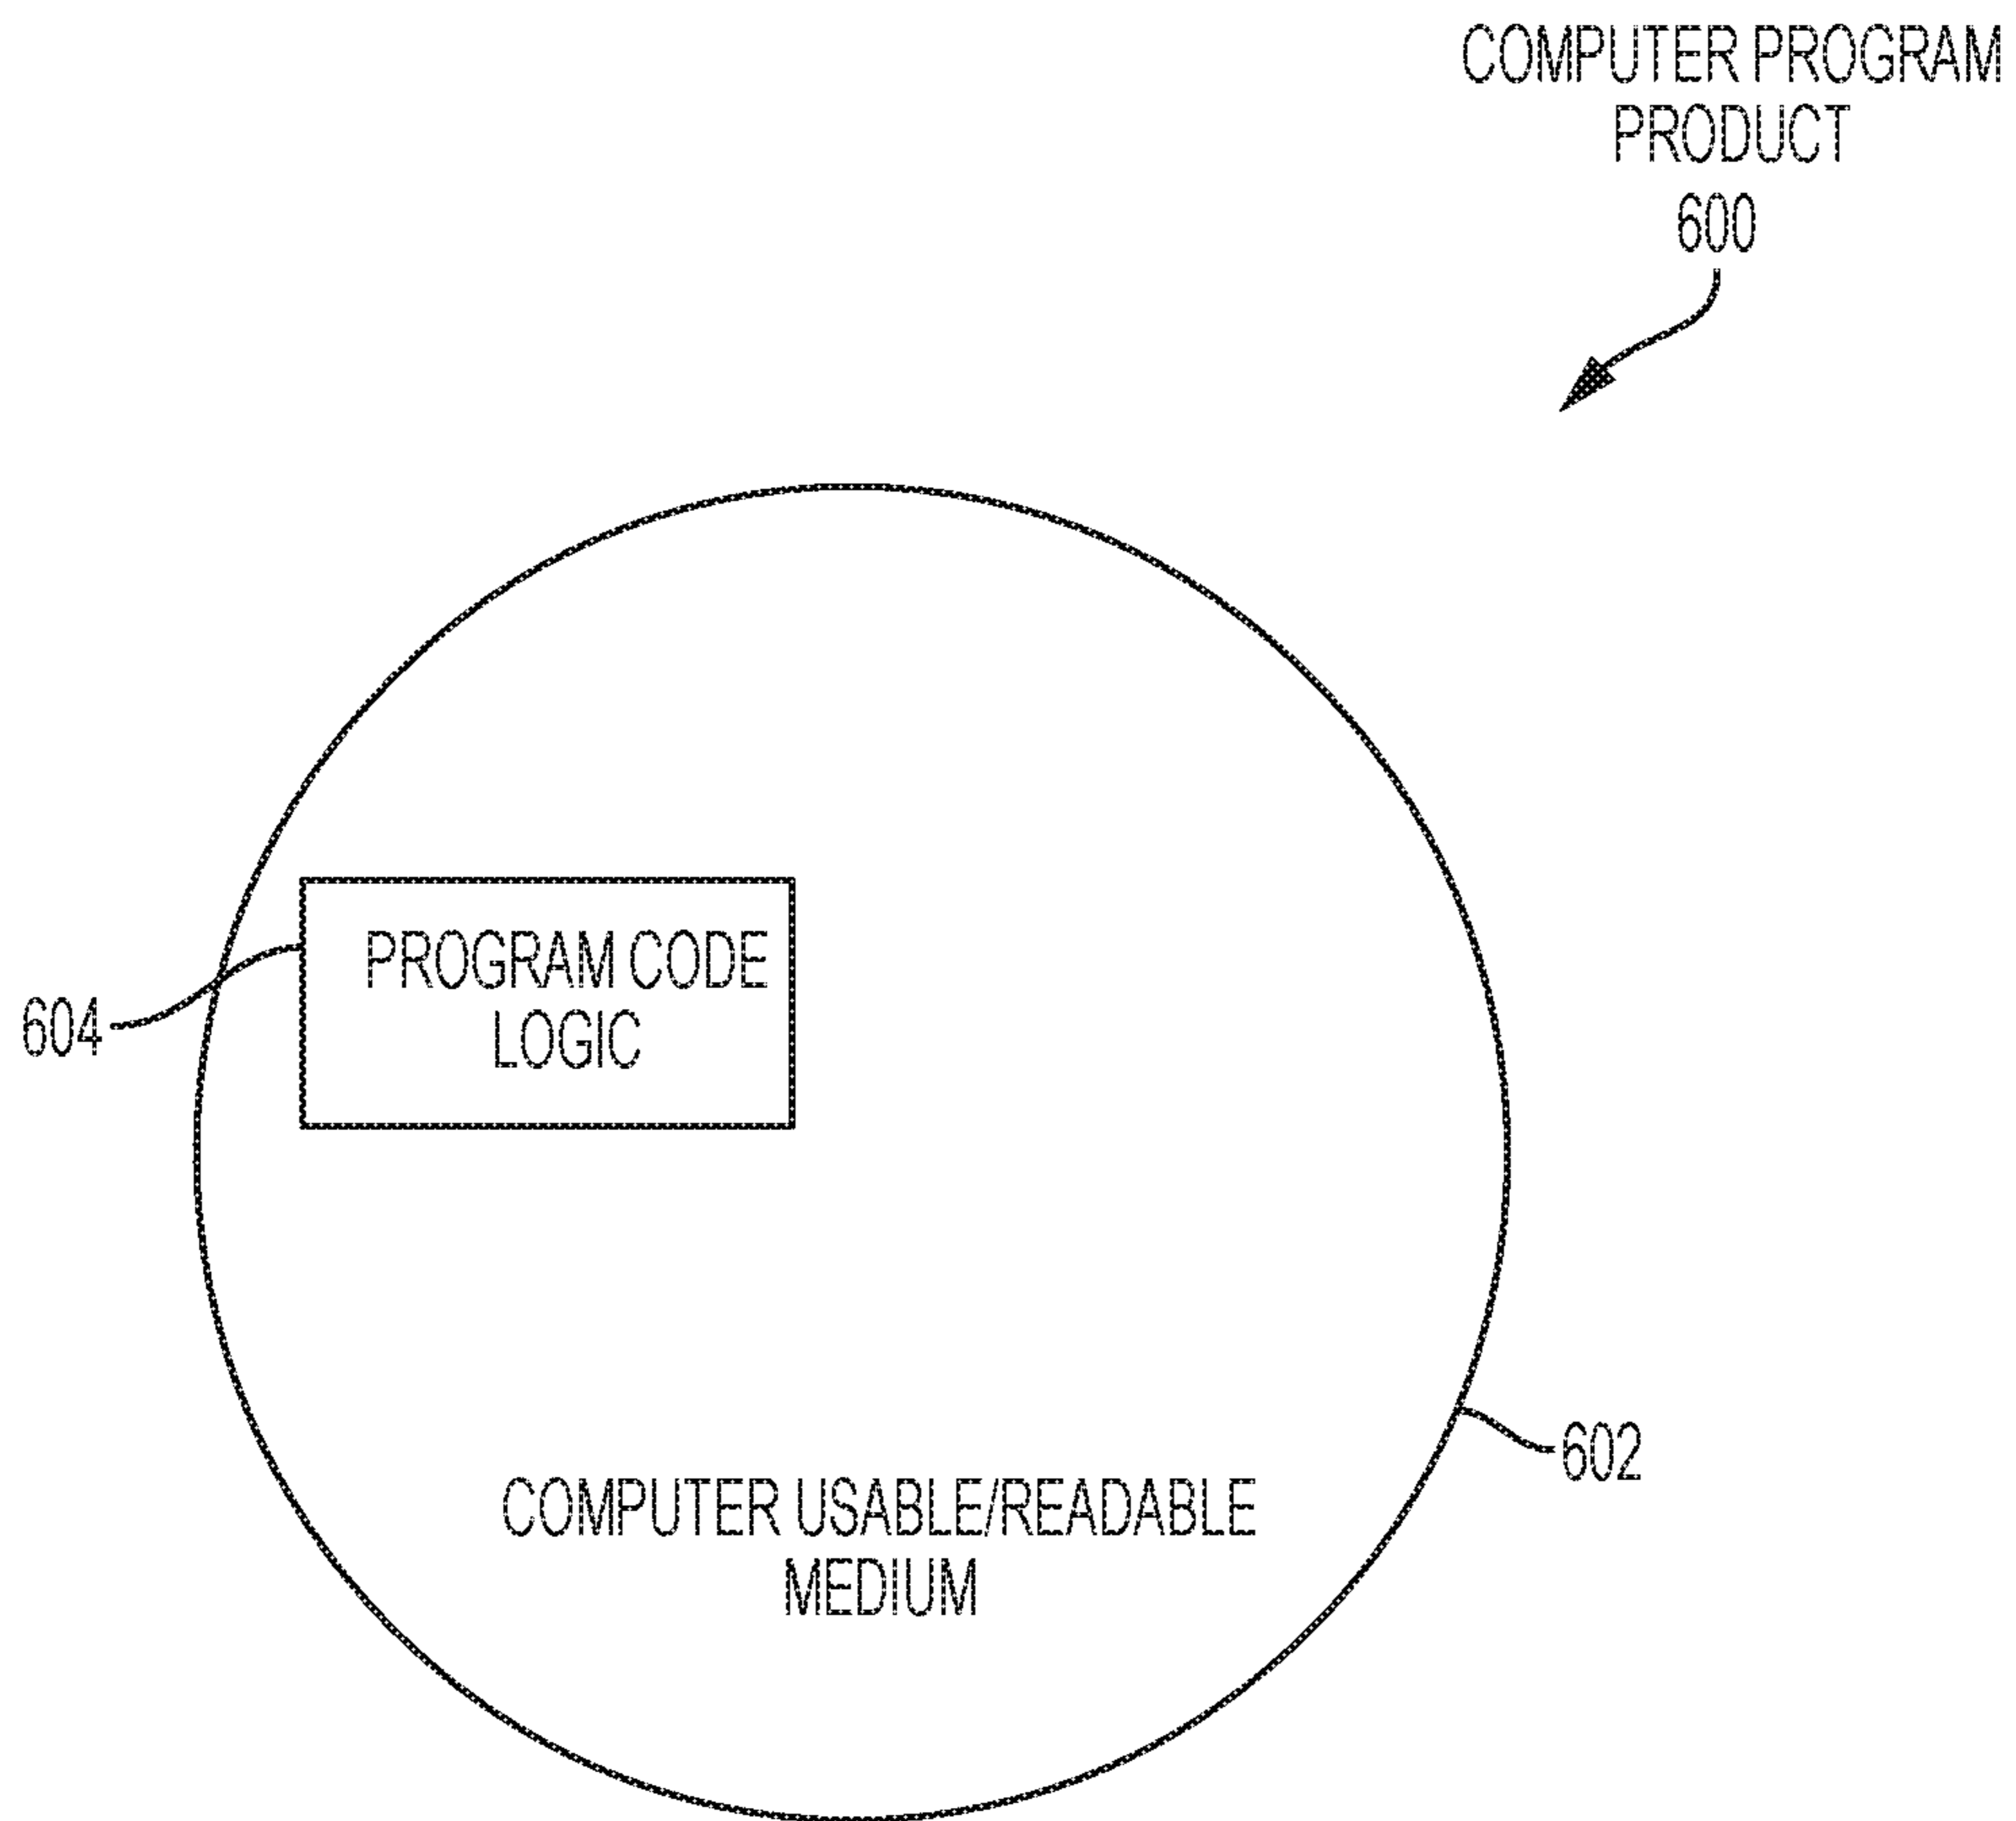 COMPUTER PROGRAM
PRODUCT
600
PROGRAM CODE
LOGIC
604
602
COMPUTER USABLE/READABLE
MEDIUM